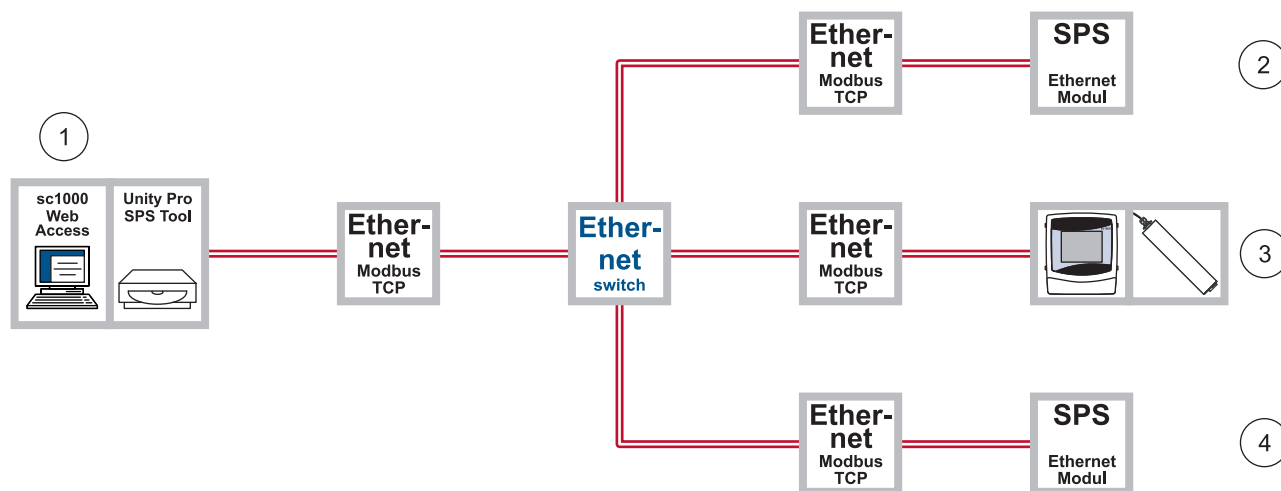 1
sc1000
Web
Access
Unity Pro
SPS Tool
Ether-
net
Modbus
TCP
Ether-
net
switch
Ether-
net
Modbus
TCP
SPS
Ethernet
Modul
2
Ether-
net
Modbus
TCP
3
Ether-
net
Modbus
TCP
SPS
Ethernet
Modul
4